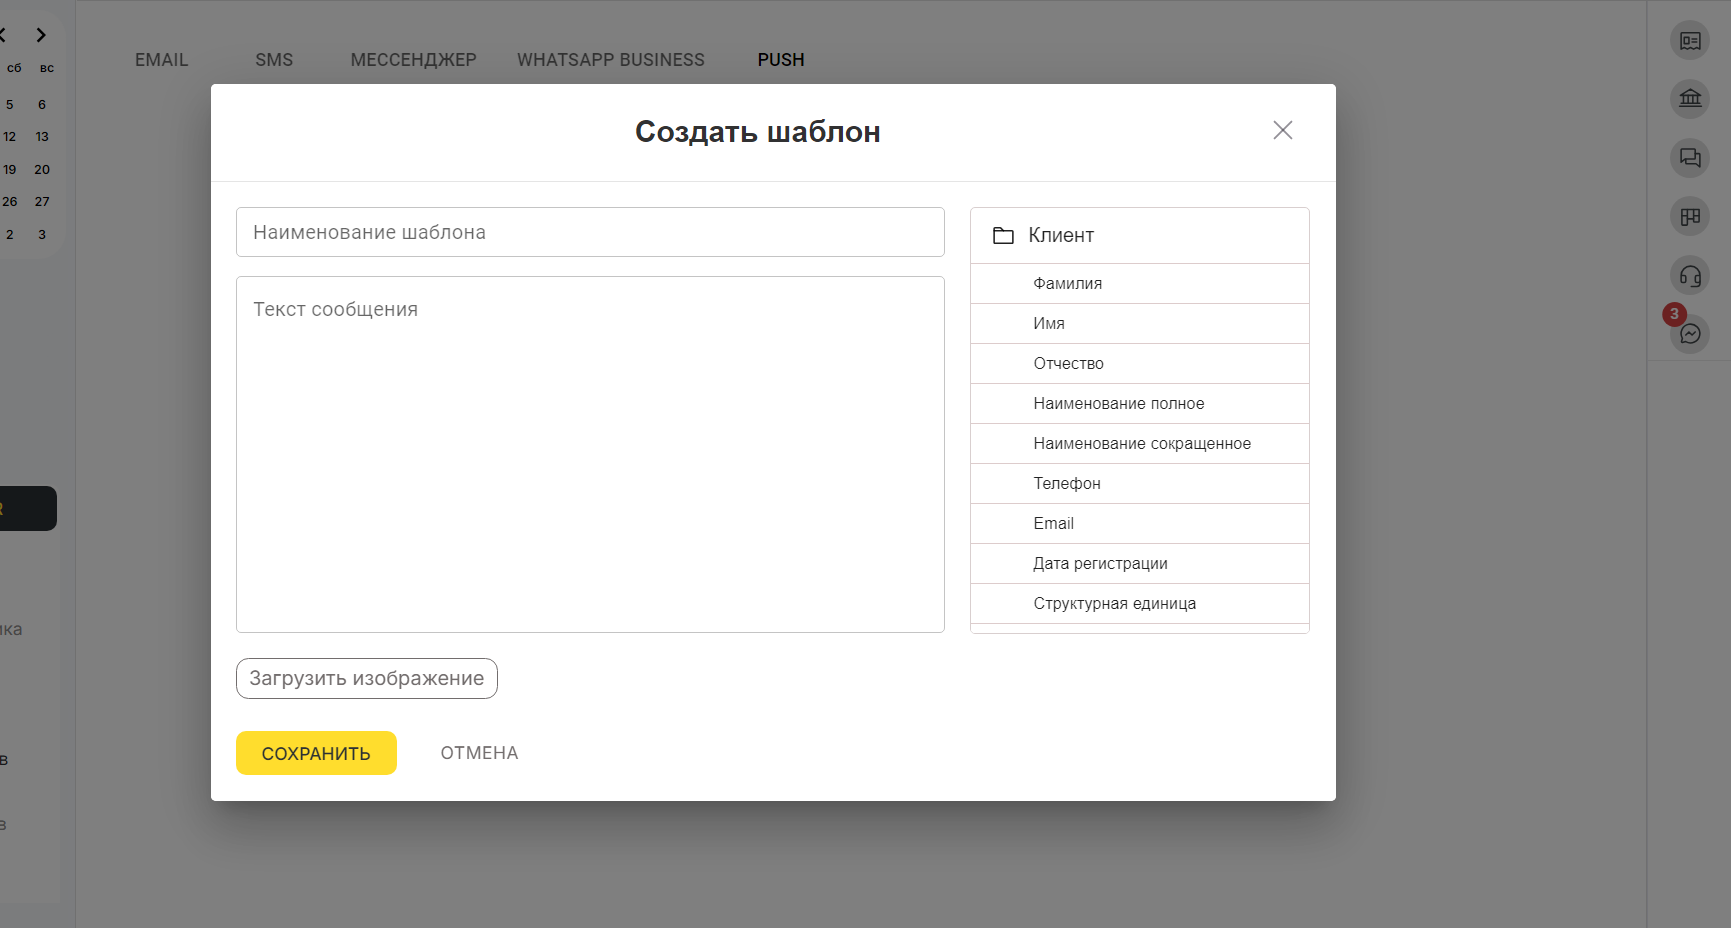 сб вс
5 6
12 13
19 20
26 27
2 3
EMAIL SMS МЕССЕНДЖЕР WHATSAPP BUSINESS PUSH
Создать шаблон
Наименование шаблона
Текст сообщения
Загрузить изображение
СОХРАНИТЬ ОТМЕНА
Клиент
Фамилия
Имя
Отчество
Наименование полное
Наименование сокращенное
Телефон
Email
Дата регистрации
Структурная единица
3